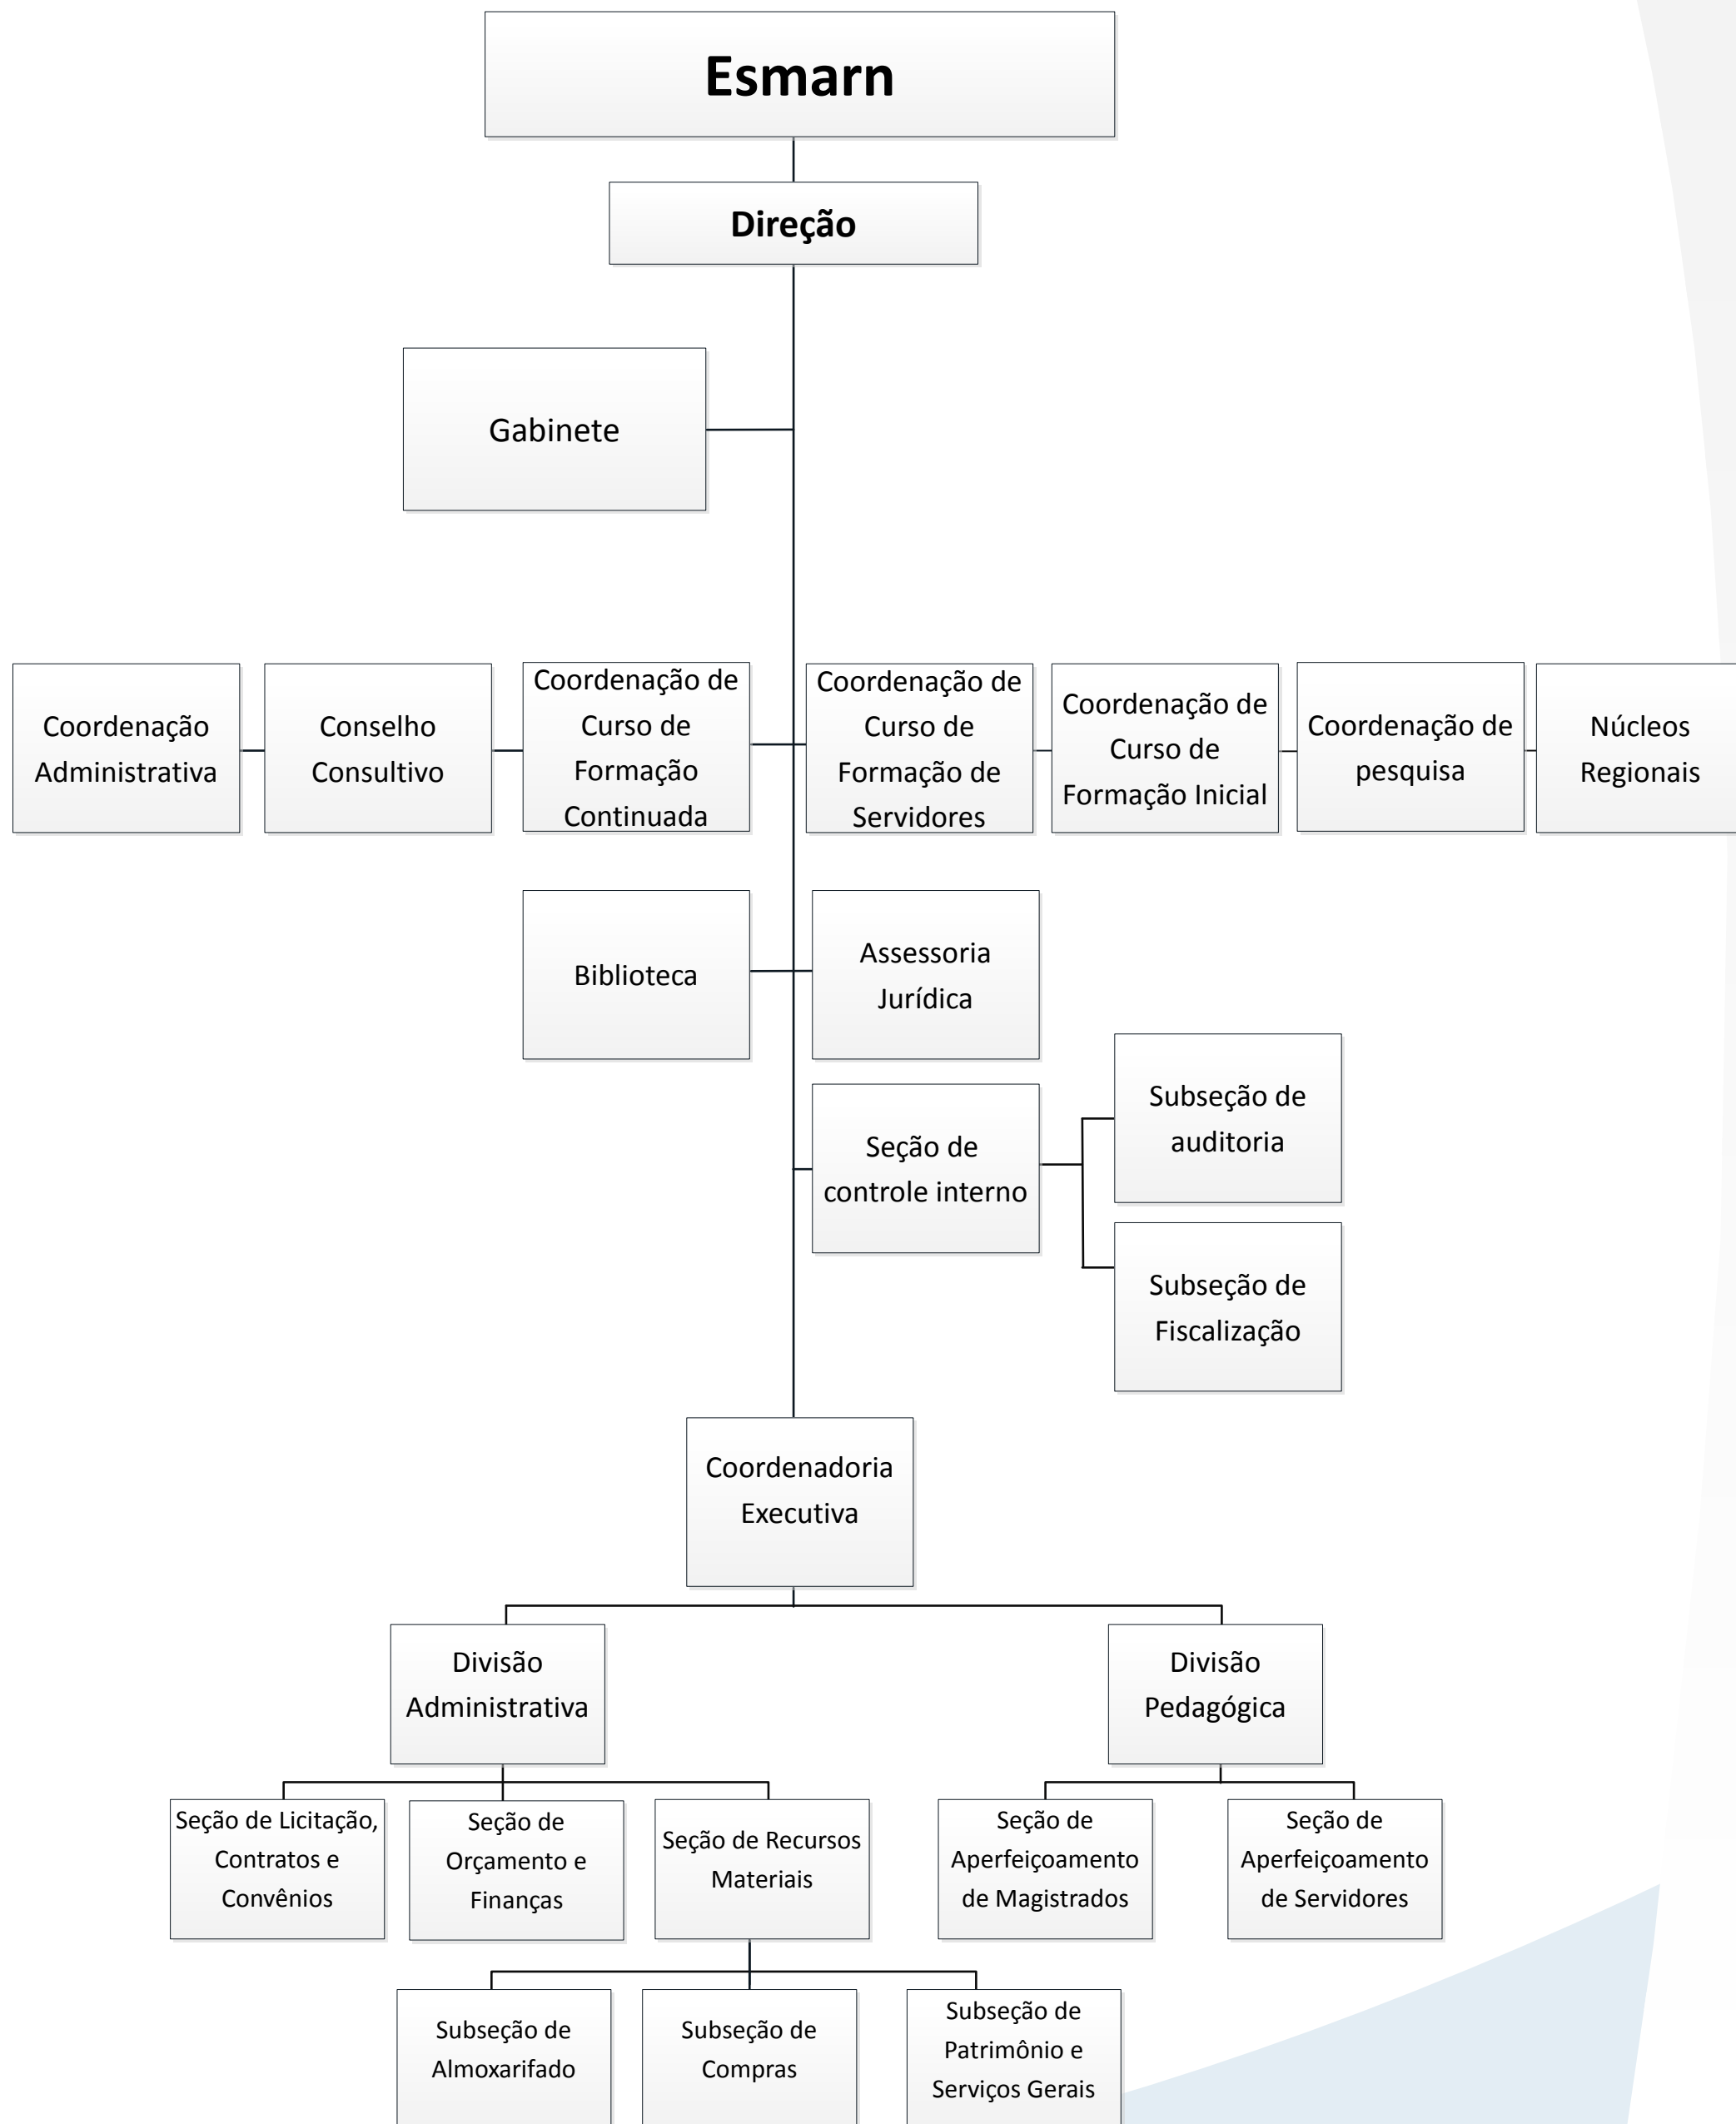 Esmarn
Direção
Gabinete
Coordenação
Administrativa
Conselho
Consultivo
Coordenação de
Curso de
Formação
Continuada
Coordenação de
Curso de
Formação de
Servidores
Coordenação de
Curso de
Formação Inicial
Coordenação de
pesquisa
Núcleos
Regionais
Biblioteca
Assessoria
Jurídica
Seção de
controle interno
Subseção de
auditoria
Subseção de
Fiscalização
Coordenadoria
Executiva
Divisão
Administrativa
Divisão
Pedagógica
Seção de Licitação,
Contratos e
Convênios
Seção de
Orçamento e
Finanças
Seção de Recursos
Materiais
Seção de
Aperfeiçoamento
de Magistrados
Seção de
Aperfeiçoamento
de Servidores
Subseção de
Almoxarifado
Subseção de
Compras
Subseção de
Patrimônio e
Serviços Gerais